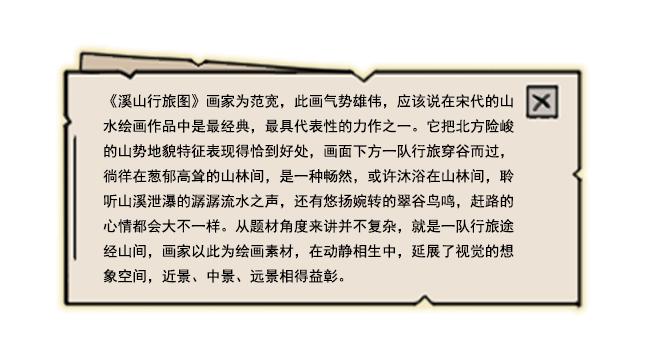 《溪山行旅图》画家为范宽，此画气势雄伟，应该说在宋代的山
水绘画作品中是最经典，最具代表性的力作之一。它把北方险峻
的山势地貌特征表现得恰到好处，画面下方一队行旅穿谷而过，
徜徉在葱郁高耸的山林间，是一种畅然，或许沐浴在山林间，聆
听山溪泄瀑的潺潺流水之声，还有悠扬婉转的翠谷鸟鸣，赶路的
心情都会大不一样。从题材角度来讲并不复杂，就是一队行旅途
经山间，画家以此为绘画素材，在动静相生中，延展了视觉的想
象空间，近景、中景、远景相得益彰。